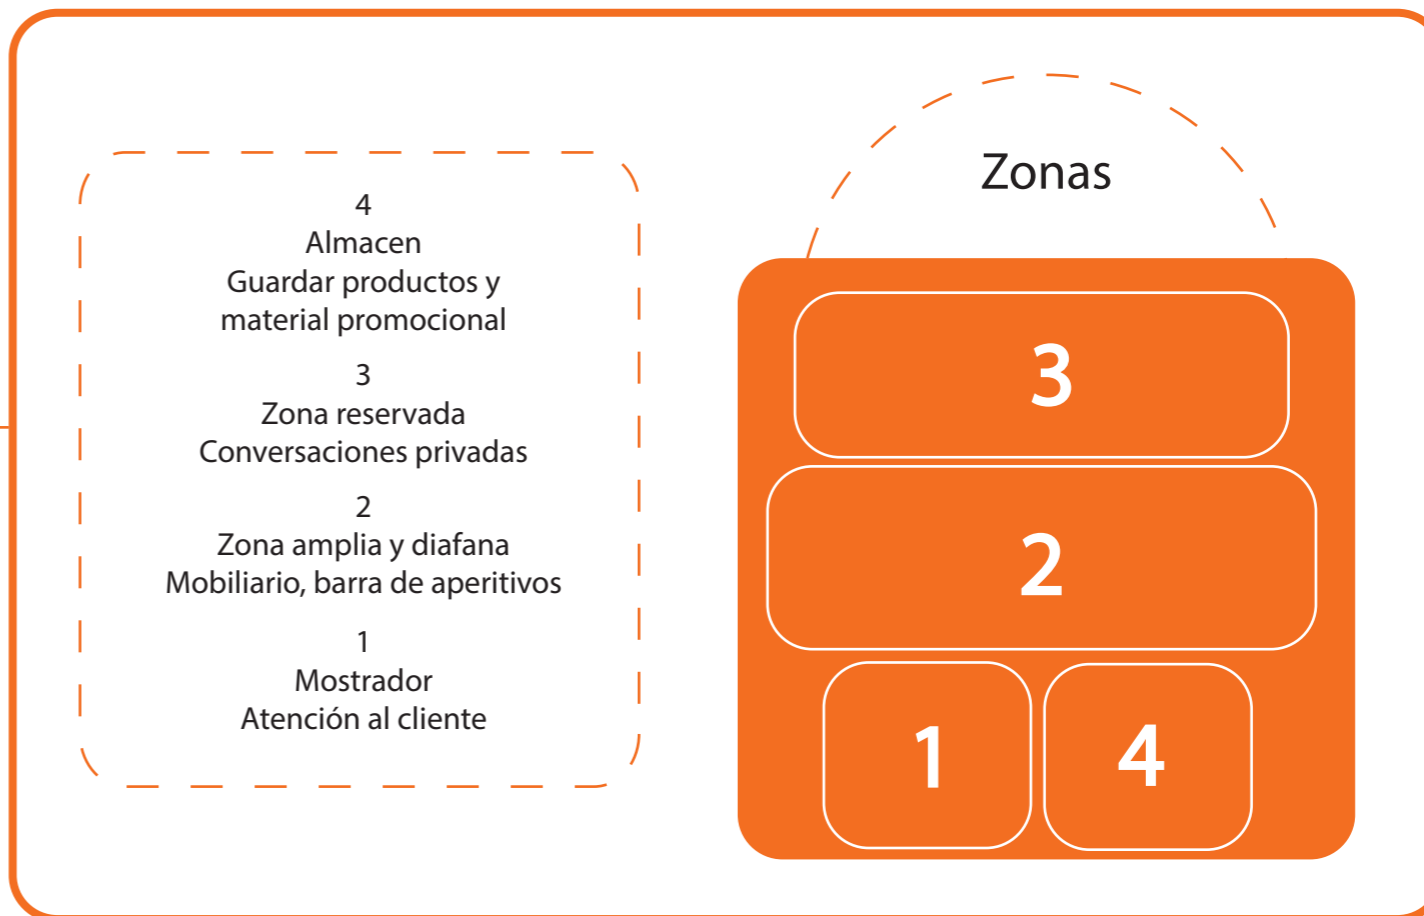 4
Almacen
Guardar productos y
material promocional
3
Zona reservada
Conversaciones privadas
2
Zona amplia y diafana
Mobiliario, barra de aperitivos
1
Mostrador
Atención al cliente
Zonas
3
2
1
4